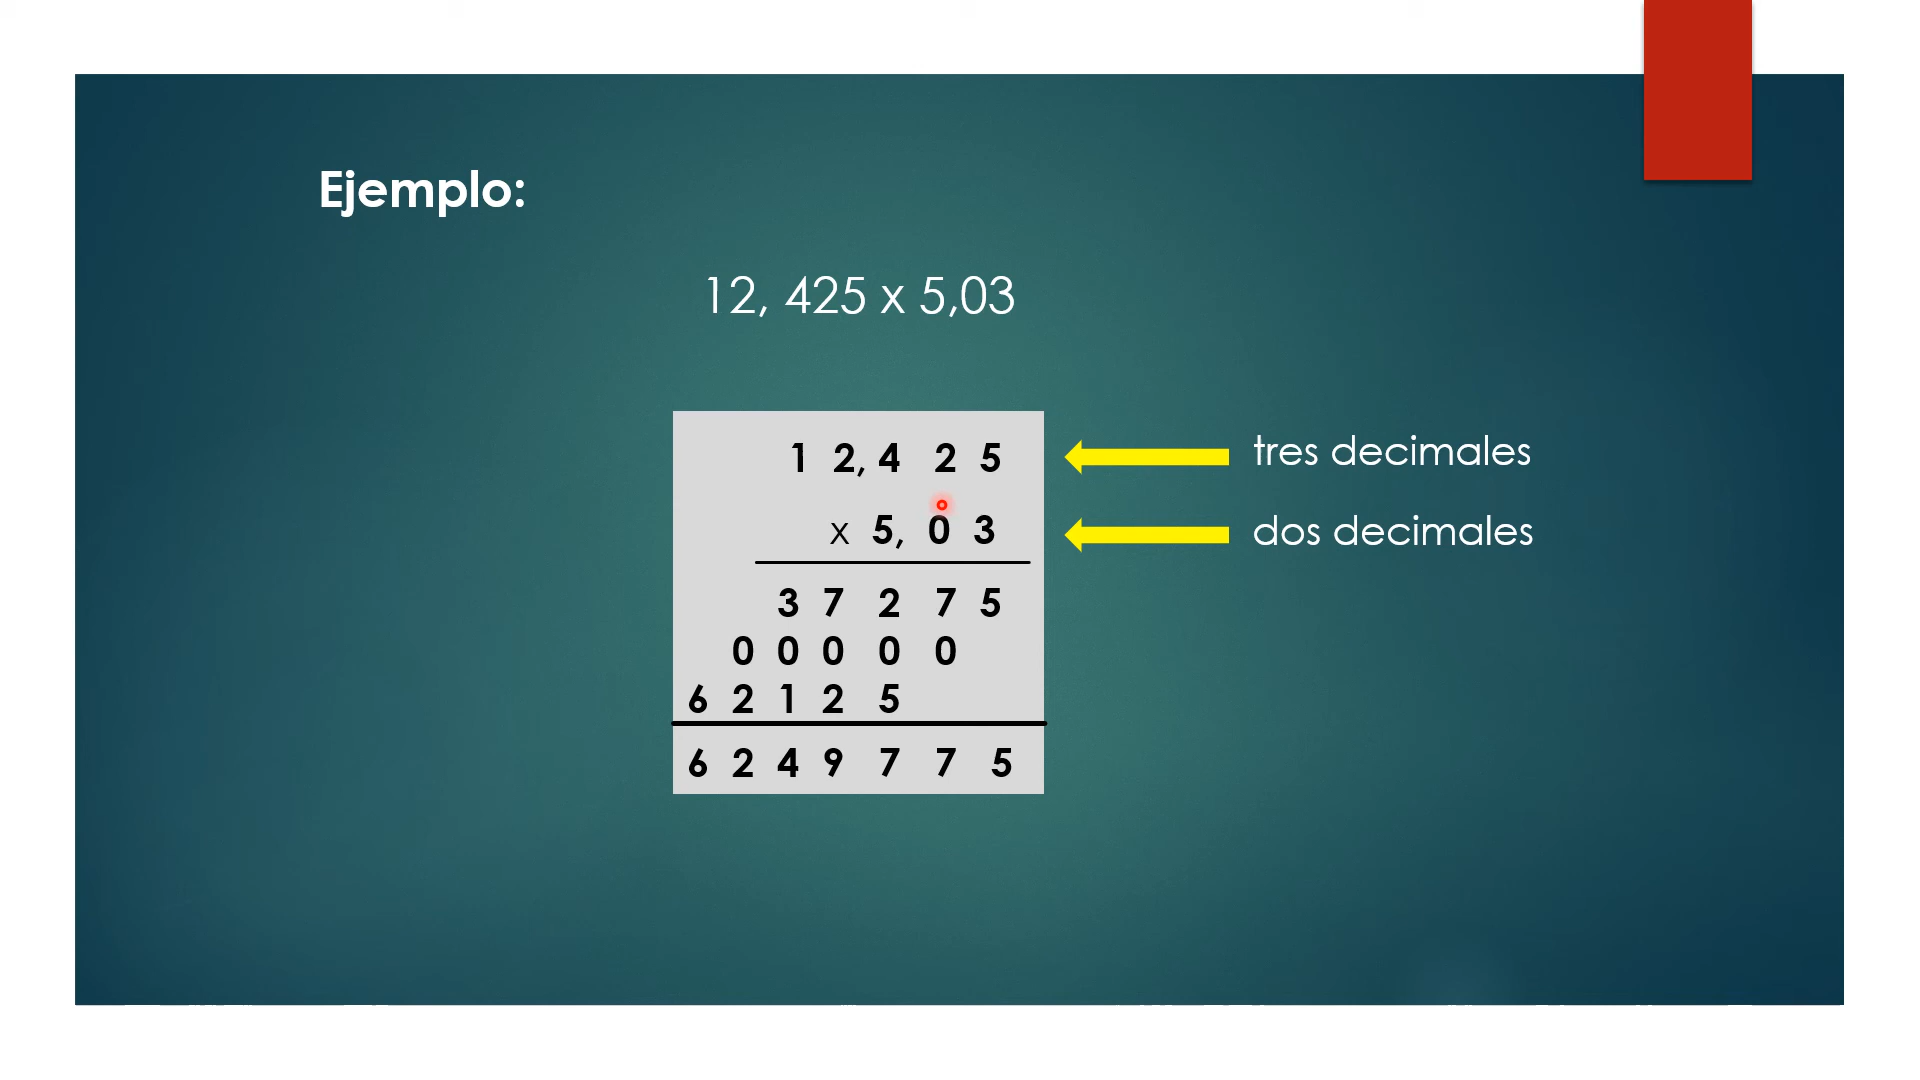 Ejemplo:
12, 425 x 5,03
1 2, 4 2 5 tres decimales
x 5, 0 3 dos decimales
3 7 2 7 5
0 0 0 0 0
6 2 1 2 5
6 2 4 9 7 7 5